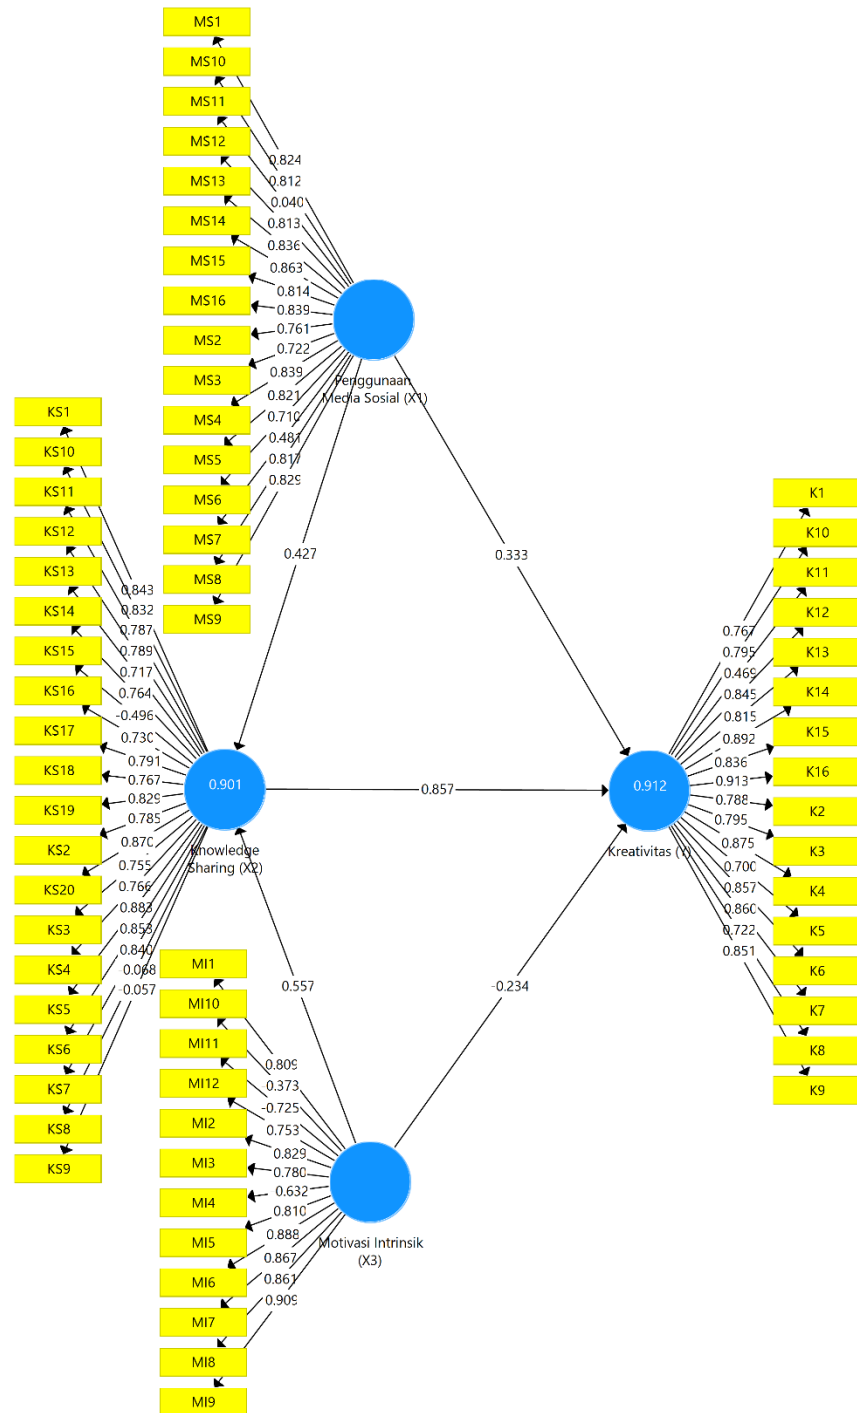 MS1
MS10
MS11
MS12
MS13
MS14
MS15
MS16
MS2
MS3
MS4
MS5
MS6
MS7
MS8
MS9
0.824
0.812
0.040
0.813
0.836
0.863
0.814
0.839
0.761
0.722
0.839
0.821
0.710
0.481
0.817
0.829
Penggunaan
Media Sosial (X1)
KS1
KS10
KS11
KS12
KS13
KS14
KS15
KS16
KS17
KS18
KS19
KS2
KS20
KS3
KS4
KS5
KS6
KS7
KS8
KS9
0.843
0.832
0.787
0.789
0.717
0.764
-0.496
0.730
0.791
0.767
0.829
0.785
0.870
0.755
0.766
0.883
0.853
0.840
-0.068
-0.057
0.901
Knowledge
Sharing (X2)
0.427
0.333
0.857
0.557
-0.234
K1
K10
K11
K12
K13
K14
K15
K16
K2
K3
K4
K5
K6
K7
K8
K9
0.767
0.795
0.469
0.845
0.815
0.892
0.836
0.913
0.788
0.795
0.875
0.700
0.857
0.860
0.722
0.851
0.912
Kreativitas (Y)
MI1
MI10
MI11
MI12
MI2
MI3
MI4
MI5
MI6
MI7
MI8
MI9
0.809
-0.373
-0.725
0.753
0.829
0.780
0.632
0.810
0.888
0.867
0.861
0.909
Motivasi Intrinsik
(X3)